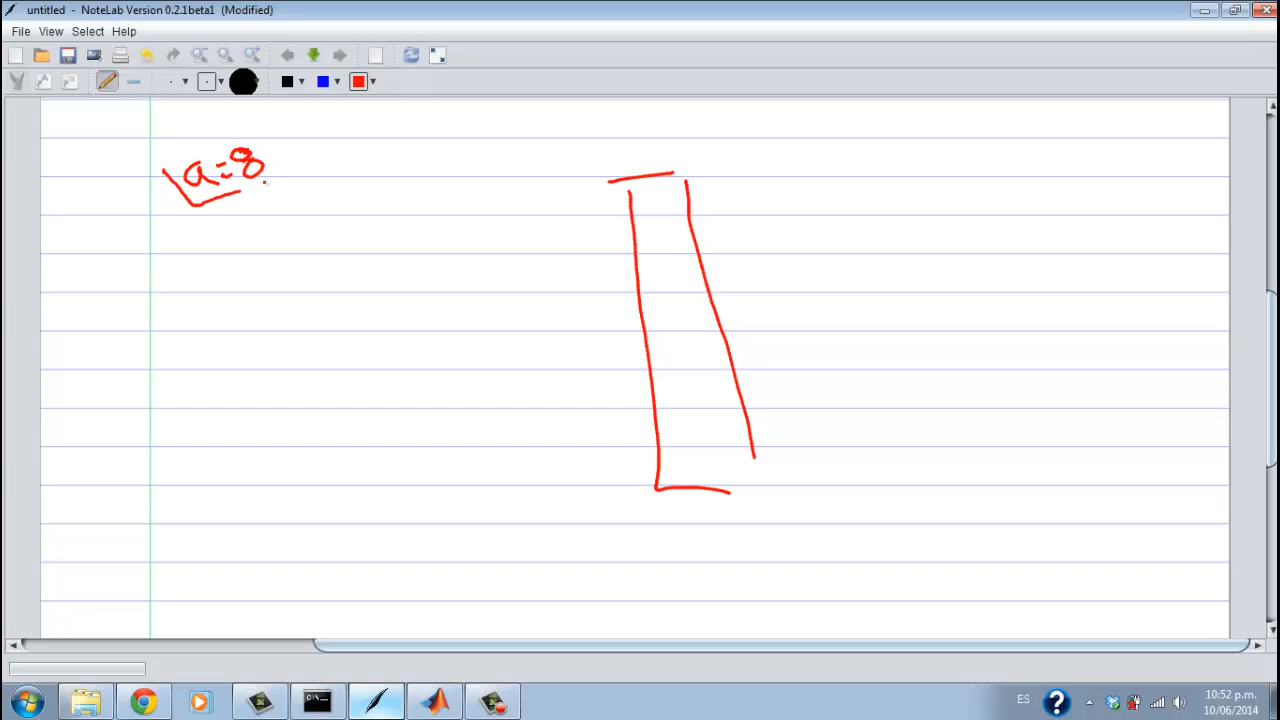 untitled - NoteLab Version 0.2.1beta1 (Modified)
File View Select Help
a=8
C:\.
ES
10:52 p.m.
10/06/2014